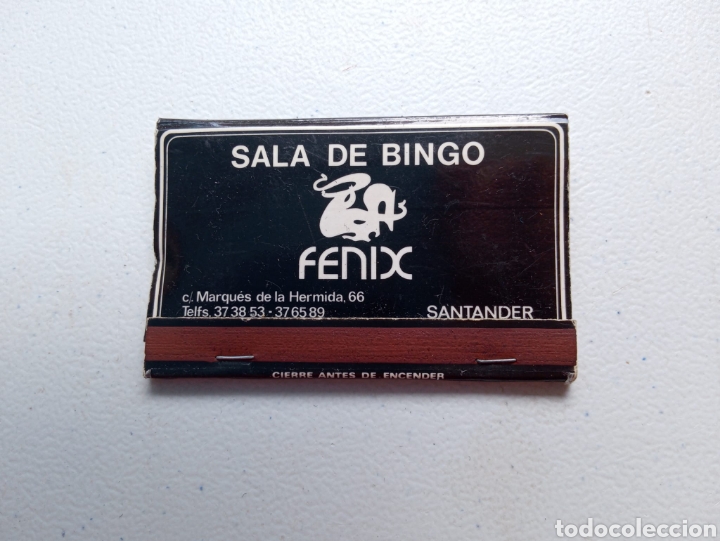 SALA DE BINGO
FENIX
c/. Marqués de la Hermida, 66
Telfs. 37 38 53 - 37 65 89
SANTANDER
CIERRE ANTES DE ENCENDER
todocoleccion